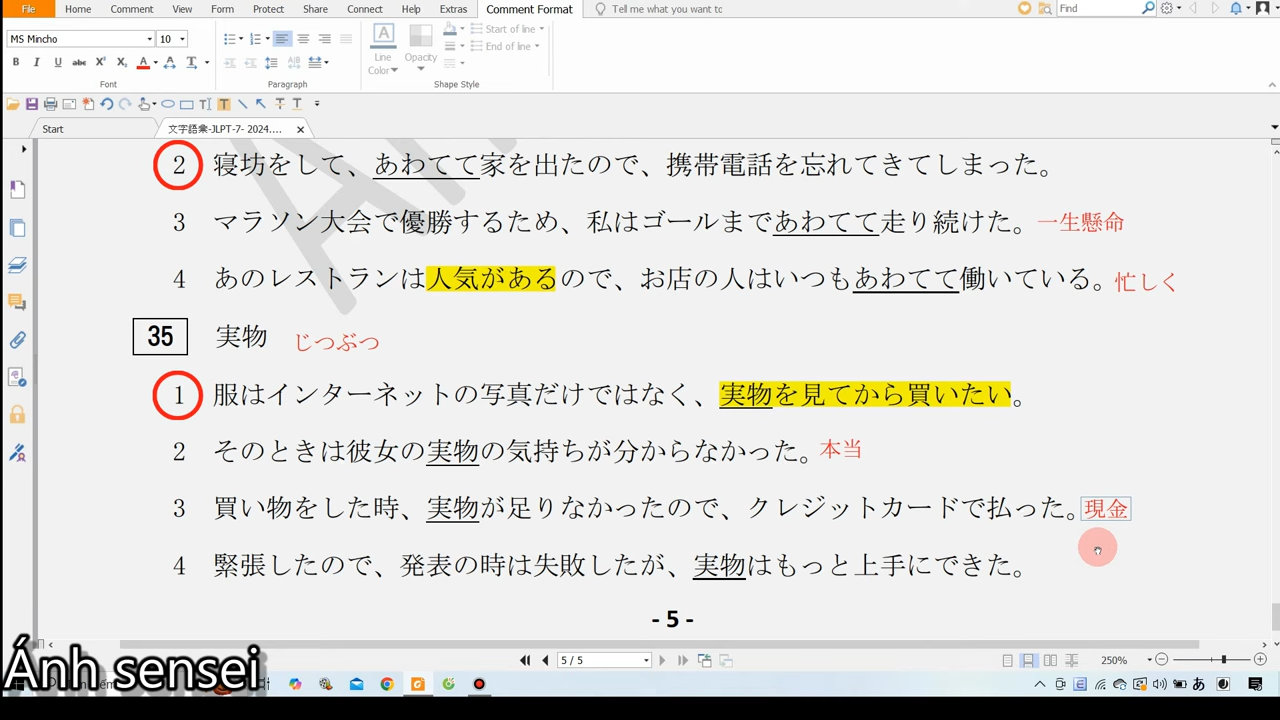 File Home Comment View Form Protect Share Connect Help Extras Comment Format Tell me what you want tc Find
MS Mincho 10 Start of line
End of line
Line Color Opacity
Font Paragraph Shape Style
Start 文字語彙-JLPT-7- 2024....
2 寝坊をして、あわてて家を出たので、携帯電話を忘れてきてしまった。
3 マラソン大会で優勝するため、私はゴールまであわてて走り続けた。 一生懸命
4 あのレストランは人気があるので、お店の人はいつもあわてて働いている。 忙しく
35 実物 じつぶつ
1 服はインターネットの写真だけではなく、実物を見てから買いたい。
2 そのときは彼女の実物の気持ちが分からなかった。 本当
3 買い物をした時、実物が足りなかったので、クレジットカードで払った。 現金
4 緊張したので、発表の時は失敗したが、実物はもっと上手にできた。
- 5 -
5 / 5 250%
Ánh sensei